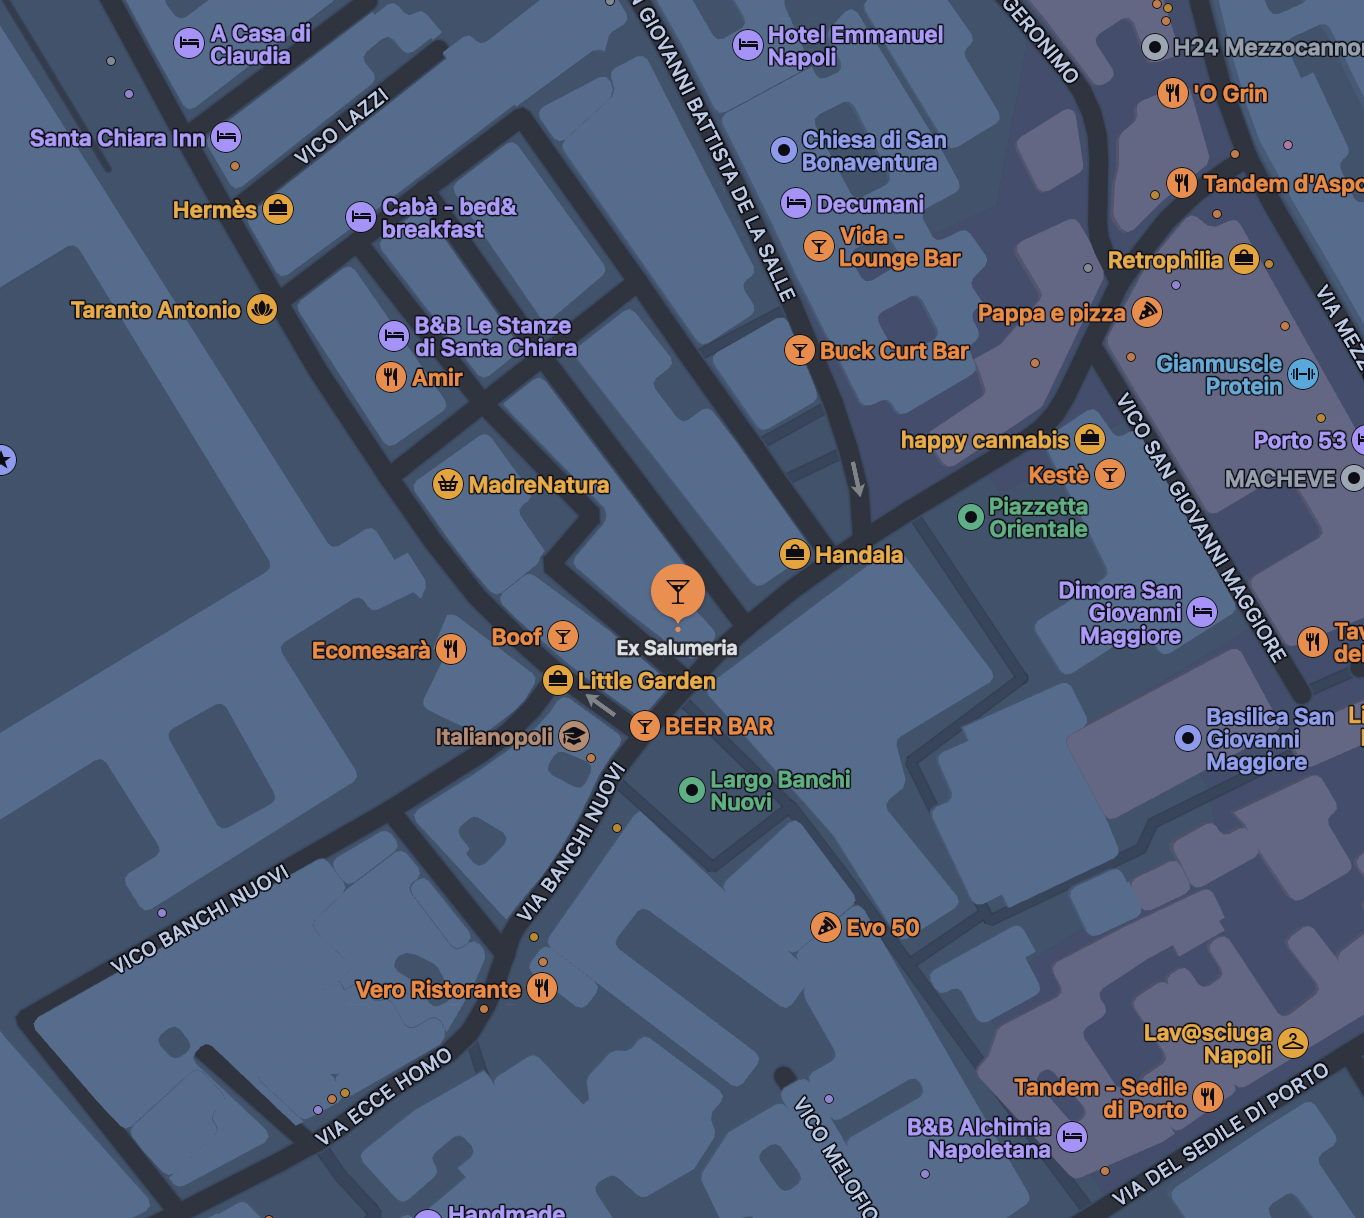 A Casa di
Claudia
VICO LAZZI
Santa Chiara Inn
Hermès
Cabà - bed&
breakfast
Taranto Antonio
B&B Le Stanze
di Santa Chiara
Amir
MadreNatura
GIOVANNI BATTISTA DE LA SALLE
Hotel Emmanuel
Napoli
Chiesa di San
Bonaventura
Decumani
Vida -
Lounge Bar
Buck Curt Bar
GERONIMO
H24 Mezzocanno
'O Grin
Tandem d'Aspo
Retrophilia
Pappa e pizza
VIA MEZZ
Gianmuscle
Protein
happy cannabis
Porto 53
Kestè
MACHEVE
Piazzetta
Orientale
VICO SAN GIOVANNI MAGGIORE
Handala
Dimora San
Giovanni
Maggiore
Ecomesarà
Boof
Ex Salumeria
Little Garden
Italianopoli
BEER BAR
Basilica San
Giovanni
Maggiore
Largo Banchi
Nuovi
VIA BANCHI NUOVI
VICO BANCHI NUOVI
Evo 50
Vero Ristorante
VIA ECCE HOMO
Lav@sciuga
Napoli
Tandem - Sedile
di Porto
B&B Alchimia
Napoletana
VICO MELOFIO
VIA DEL SEDILE DI PORTO
Handmade